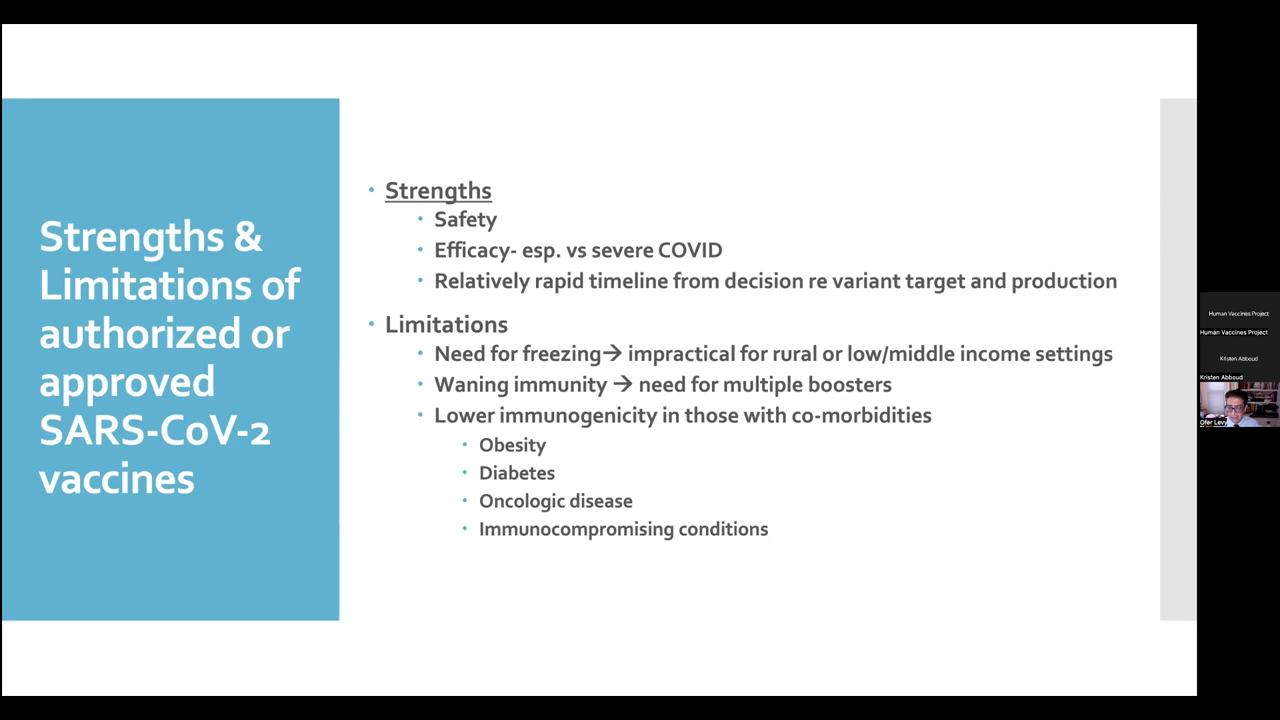 Strengths &
Limitations of
authorized or
approved
SARS-CoV-2
vaccines
Strengths
Safety
Efficacy- esp. vs severe COVID
Relatively rapid timeline from decision re variant target and production
Limitations
Need for freezing→ impractical for rural or low/middle income settings
Waning immunity → need for multiple boosters
Lower immunogenicity in those with co-morbidities
Obesity
Diabetes
Oncologic disease
Immunocompromising conditions
Human Vaccines Project
Human Vaccines Project
Kristen Abboud
Kristen Abboud
Ofer Levy